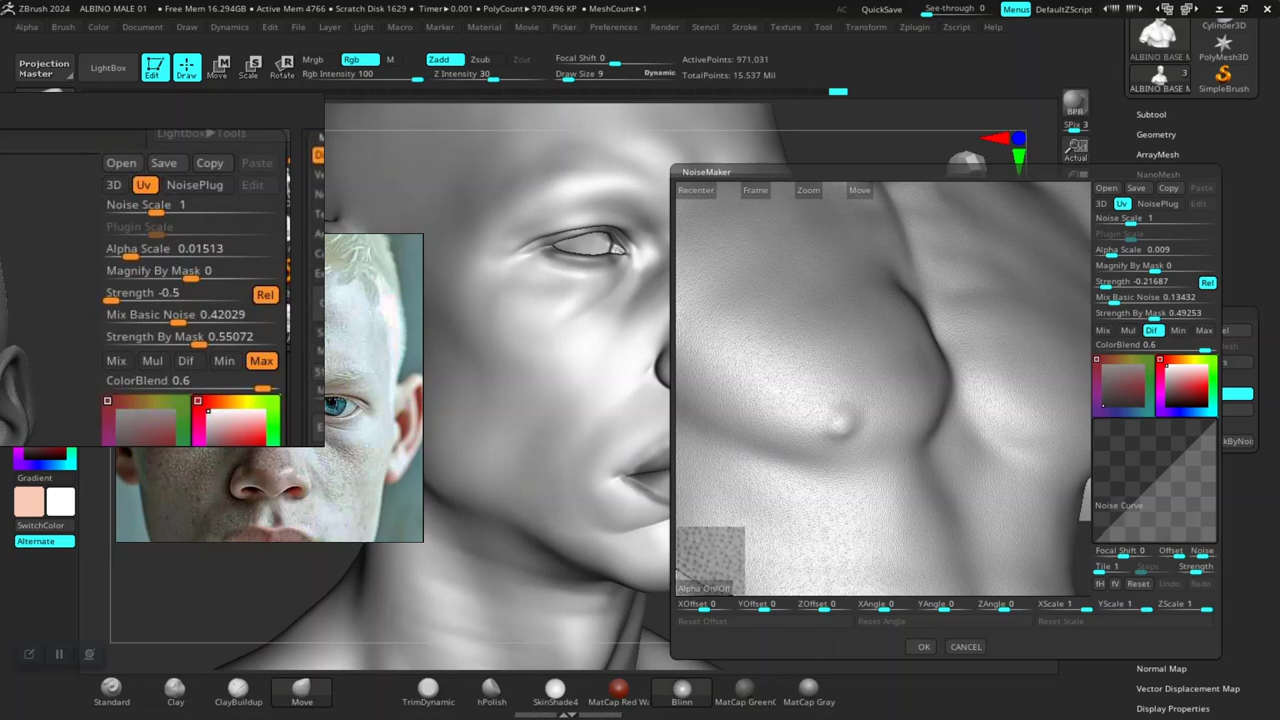 ZBrush 2024 ALBINO MALE 01 • Free Mem 16.294GB • Active Mem 4766 • Scratch Disk 1629 • Timer▶0.001 • PolyCount▶970.496 KP • MeshCount▶1 AC QuickSave See-through 0 Menus DefaultZScript
Alpha Brush Color Document Draw Dynamics Edit File Layer Light Macro Marker Material Movie Picker Preferences Render Stencil Stroke Texture Tool Transform Zplugin Zscript Help
Projection Master
LightBox
Edit
Draw
Move
Scale
Rotate
Mrgb Rgb
Rgb Intensity 100
Zadd Zsub Zcut
Z Intensity 30
Focal Shift 0
Draw Size 9 Dynamic
ActivePoints: 971,031
TotalPoints: 15.537 Mil
Cylinder3D
ALBINO BASE M
PolyMesh3D
3
ALBINO BASE M
SimpleBrush
BPR
SPix 3
Actual
Subtool
Geometry
ArrayMesh
NanoMesh
Lightbox▶Tools
Open Save Copy Paste
3D Uv NoisePlug Edit
Noise Scale 1
Plugin Scale
Alpha Scale 0.01513
Magnify By Mask 0
Strength -0.5 Rel
Mix Basic Noise 0.42029
Strength By Mask 0.55072
Mix Mul Dif Min Max
ColorBlend 0.6
Gradient
SwitchColor
Alternate
NoiseMaker
Recenter Frame Zoom Move
Alpha On/Off
Open Save Copy Paste
3D Uv NoisePlug Edit
Noise Scale 1
Plugin Scale
Alpha Scale 0.009
Magnify By Mask 0
Strength -0.21687 Rel
Mix Basic Noise 0.13432
Strength By Mask 0.49253
Mix Mul Dif Min Max
ColorBlend 0.6
Noise Curve
Focal Shift 0 Offset Noise
Tile 1 Steps Strength
fH fV Reset Undo Redo
XOffset 0 YOffset 0 ZOffset 0 XAngle 0 YAngle 0 ZAngle 0 XScale 1 YScale 1 ZScale 1
Reset Offset Reset Angle Reset Scale
OK CANCEL
Normal Map
Vector Displacement Map
Display Properties
Standard Clay ClayBuildup Move TrimDynamic hPolish SkinShade4 MatCap Red Wa Blinn MatCap GreenC MatCap Gray